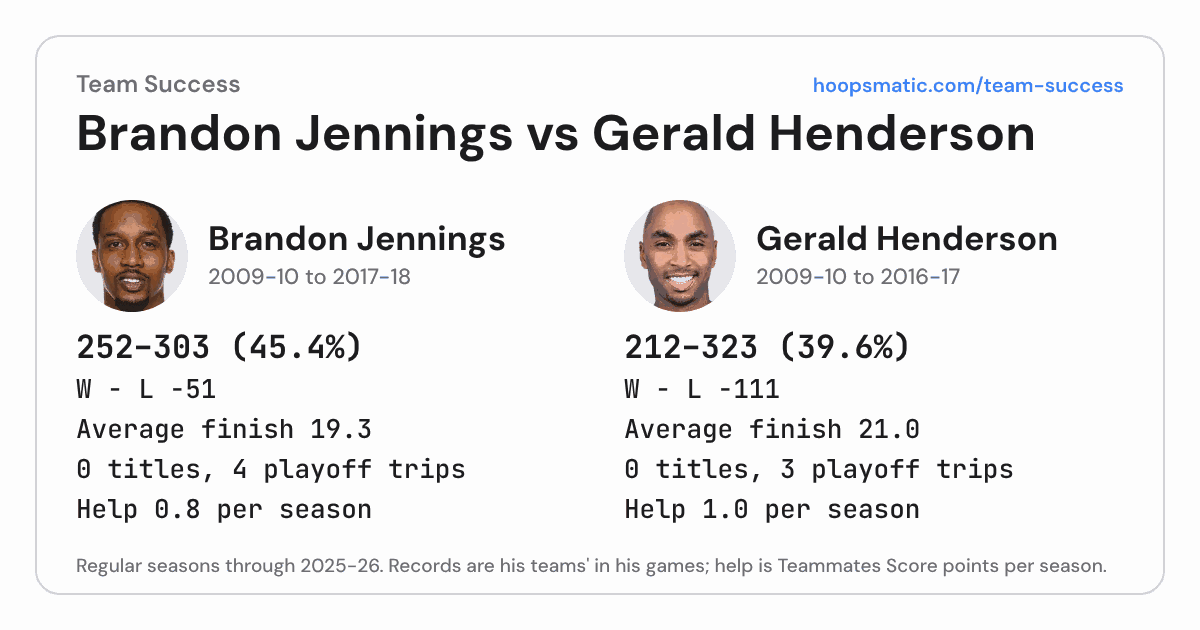 Team Success
hoopsmatic.com/team-success
Brandon Jennings vs Gerald Henderson
Brandon Jennings
2009-10 to 2017-18
252-303 (45.4%)
W - L -51
Average finish 19.3
0 titles, 4 playoff trips
Help 0.8 per season
Gerald Henderson
2009-10 to 2016-17
212-323 (39.6%)
W - L -111
Average finish 21.0
0 titles, 3 playoff trips
Help 1.0 per season
Regular seasons through 2025-26. Records are his teams' in his games; help is Teammates Score points per season.